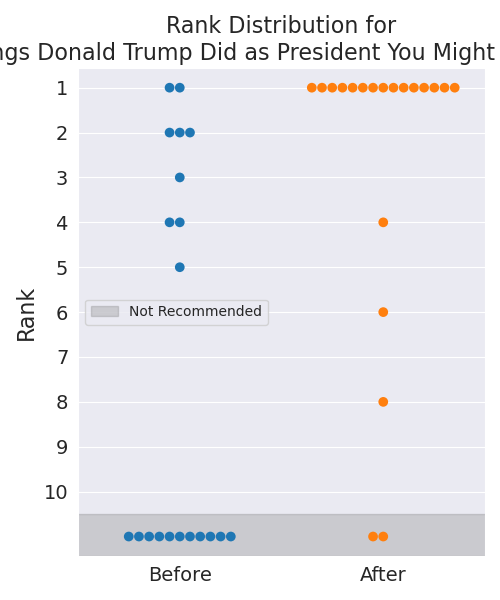 Rank Distribution for
ngs Donald Trump Did as President You Might
1
2
3
4
5
6
7
8
9
10
Rank
Not Recommended
Before
After